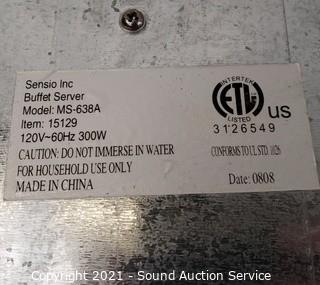 Sensio Inc
Buffet Server
Model: MS-638A
Item: 15129
120V~60Hz 300W
CAUTION: DO NOT IMMERSE IN WATER
FOR HOUSEHOLD USE ONLY
MADE IN CHINA
INTERTEK
ETL
LISTED
US
3126549
CONFORMS TO UL STD. 1026
Date: 0808
Copyright 2021 - Sound Auction Service